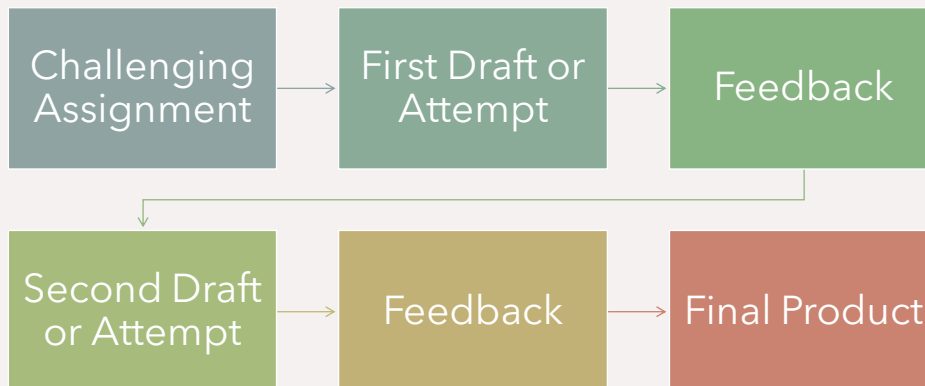 Challenging
Assignment
First Draft or
Attempt
Feedback
Second Draft
or Attempt
Feedback
Final Product